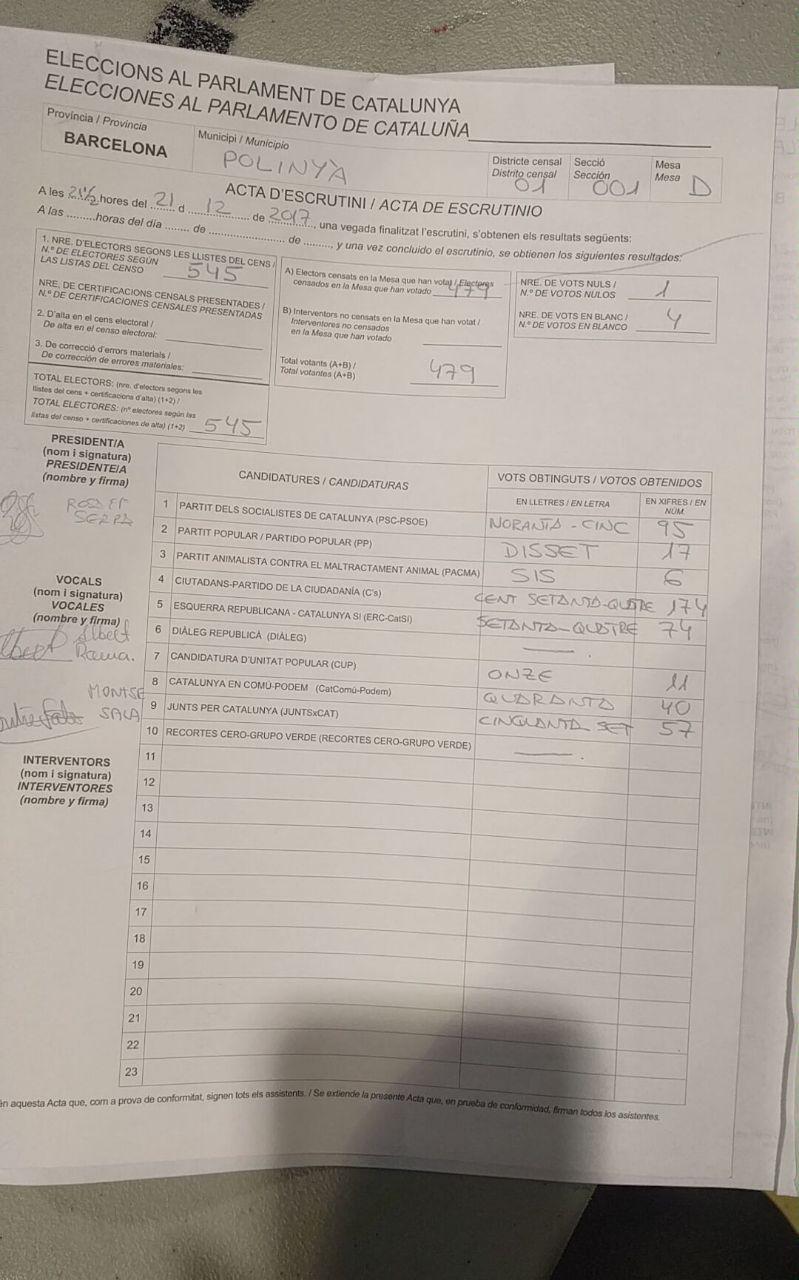 ELECCIONS AL PARLAMENT DE CATALUNYA
ELECCIONES AL PARLAMENTO DE CATALUÑA
Província / Provincia
BARCELONA
Municipi / Municipio
POLINYÀ
Districte censal
Distrito censal
01
Secció
Sección
001
Mesa
Mesa
D
ACTA D'ESCRUTINI / ACTA DE ESCRUTINIO
A les 21½ hores del 21 d 12 de 2017, una vegada finalitzat l'escrutini, s'obtenen els resultats següents:
A las ........horas del día ....... de ........................ de ........, y una vez concluido el escrutinio, se obtienen los siguientes resultados:
1. NRE. D'ELECTORS SEGONS LES LLISTES DEL CENS /
N.º DE ELECTORES SEGÚN
LAS LISTAS DEL CENSO
545
NRE. DE CERTIFICACIONS CENSALS PRESENTADES /
N.º DE CERTIFICACIONES CENSALES PRESENTADAS
2. D'alta en el cens electoral /
De alta en el censo electoral:
3. De correcció d'errors materials /
De corrección de errores materiales:
TOTAL ELECTORS: (nre. d'electors segons les
llistes del cens + certificacions d'alta) (1+2) /
TOTAL ELECTORES: (nº electores según las
listas del censo + certificaciones de alta) (1+2) 545
A) Electors censats en la Mesa que han votat / Electores
censados en la Mesa que han votado 479
B) Interventors no censats en la Mesa que han votat /
Interventores no censados
en la Mesa que han votado
Total votants (A+B) /
Total votantes (A+B)
479
NRE. DE VOTS NULS /
N.º DE VOTOS NULOS 1
NRE. DE VOTS EN BLANC /
N.º DE VOTOS EN BLANCO 4
PRESIDENT/A
(nom i signatura)
PRESIDENTE/A
(nombre y firma)
VOCALS
(nom i signatura)
VOCALES
(nombre y firma)
Albert
Rama.
MONTSE
SALA
INTERVENTORS
(nom i signatura)
INTERVENTORES
(nombre y firma)
CANDIDATURES / CANDIDATURAS
VOTS OBTINGUTS / VOTOS OBTENIDOS
EN LLETRES / EN LETRA
EN XIFRES / EN NÚM.
1 PARTIT DELS SOCIALISTES DE CATALUNYA (PSC-PSOE) NORANTA-CINC 95
2 PARTIT POPULAR / PARTIDO POPULAR (PP) DISSET 17
3 PARTIT ANIMALISTA CONTRA EL MALTRACTAMENT ANIMAL (PACMA) SIS 6
4 CIUTADANS-PARTIDO DE LA CIUDADANÍA (C's) CENT SETANTA-QUATRE 174
5 ESQUERRA REPUBLICANA - CATALUNYA SÍ (ERC-CatSí) SETANTA-QUATRE 74
6 DIÀLEG REPUBLICÀ (DIÀLEG)
7 CANDIDATURA D'UNITAT POPULAR (CUP) ONZE 11
8 CATALUNYA EN COMÚ-PODEM (CatComú-Podem) QUARANTA 40
9 JUNTS PER CATALUNYA (JUNTSxCAT) CINQUANTA SET 57
10 RECORTES CERO-GRUPO VERDE (RECORTES CERO-GRUPO VERDE)
11
12
13
14
15
16
17
18
19
20
21
22
23
én aquesta Acta que, com a prova de conformitat, signen tots els assistents. / Se extiende la presente Acta que, en prueba de conformidad, firman todos los asistentes.